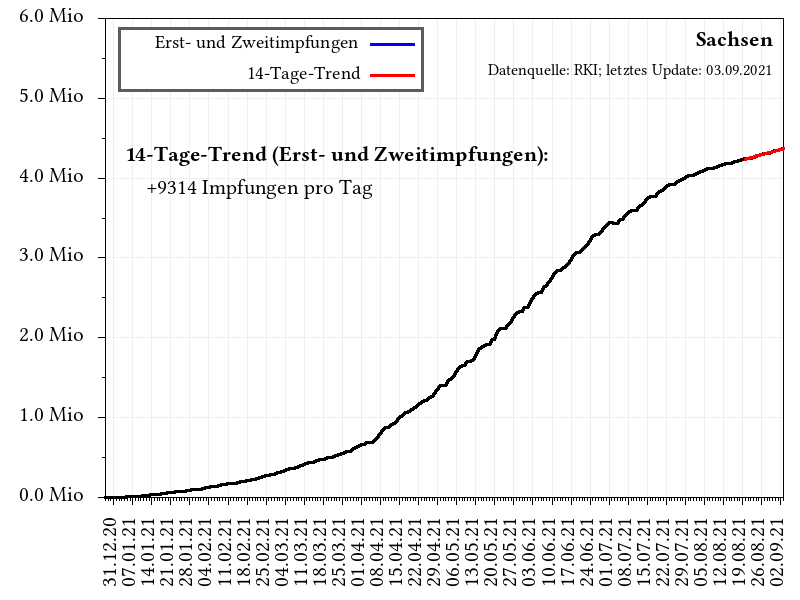 6.0 Mio
5.0 Mio
4.0 Mio
3.0 Mio
2.0 Mio
1.0 Mio
0.0 Mio
Erst- und Zweitimpfungen
14-Tage-Trend
Sachsen
Datenquelle: RKI; letztes Update: 03.09.2021
14-Tage-Trend (Erst- und Zweitimpfungen):
+9314 Impfungen pro Tag
31.12.20
07.01.21
14.01.21
21.01.21
28.01.21
04.02.21
11.02.21
18.02.21
25.02.21
04.03.21
11.03.21
18.03.21
25.03.21
01.04.21
08.04.21
15.04.21
22.04.21
29.04.21
06.05.21
13.05.21
20.05.21
27.05.21
03.06.21
10.06.21
17.06.21
24.06.21
01.07.21
08.07.21
15.07.21
22.07.21
29.07.21
05.08.21
12.08.21
19.08.21
26.08.21
02.09.21